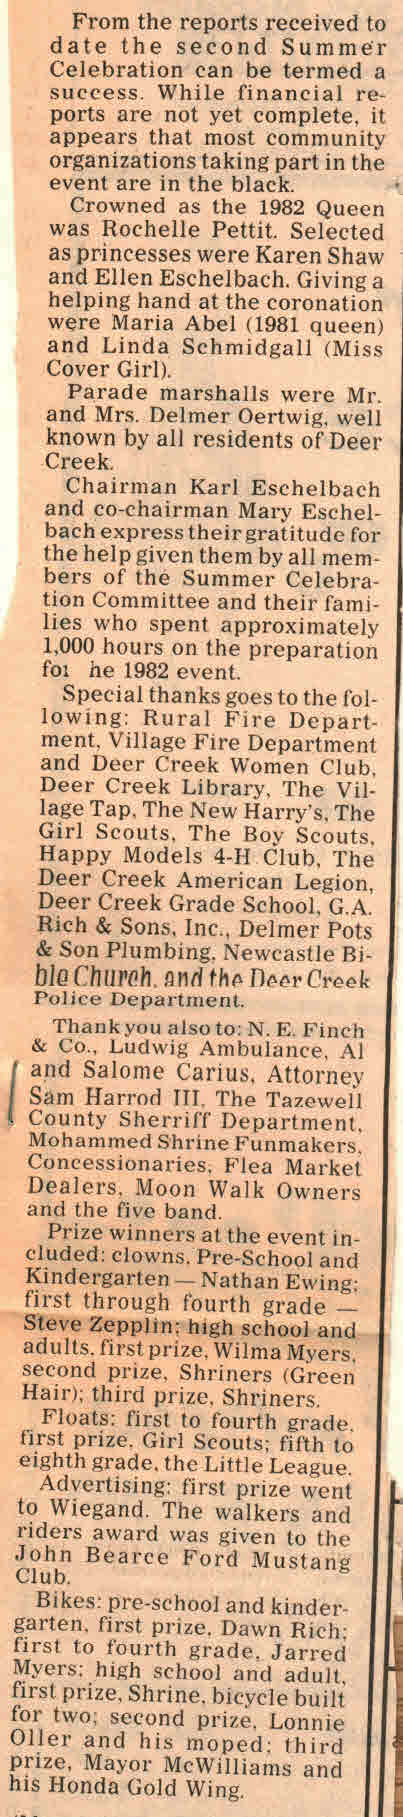 From the reports received to
date the second Summer
Celebration can be termed a
success. While financial re-
ports are not yet complete, it
appears that most community
organizations taking part in the
event are in the black.
Crowned as the 1982 Queen
was Rochelle Pettit. Selected
as princesses were Karen Shaw
and Ellen Eschelbach. Giving a
helping hand at the coronation
were Maria Abel (1981 queen)
and Linda Schmidgall (Miss
Cover Girl).
Parade marshalls were Mr.
and Mrs. Delmer Oertwig, well
known by all residents of Deer
Creek.
Chairman Karl Eschelbach
and co-chairman Mary Eschel-
bach express their gratitude for
the help given them by all mem-
bers of the Summer Celebra-
tion Committee and their fami-
lies who spent approximately
1,000 hours on the preparation
for he 1982 event.
Special thanks goes to the fol-
lowing: Rural Fire Depart-
ment, Village Fire Department
and Deer Creek Women Club,
Deer Creek Library, The Vil-
lage Tap, The New Harry's, The
Girl Scouts, The Boy Scouts,
Happy Models 4-H Club, The
Deer Creek American Legion,
Deer Creek Grade School, G.A.
Rich & Sons, Inc., Delmer Pots
& Son Plumbing, Newcastle Bi-
ble Church, and the Deer Creek
Police Department.
Thank you also to: N. E. Finch
& Co., Ludwig Ambulance, Al
and Salome Carius, Attorney
Sam Harrod III, The Tazewell
County Sherriff Department,
Mohammed Shrine Funmakers,
Concessionaries, Flea Market
Dealers, Moon Walk Owners
and the five band.
Prize winners at the event in-
cluded: clowns, Pre-School and
Kindergarten — Nathan Ewing;
first through fourth grade —
Steve Zepplin; high school and
adults, first prize, Wilma Myers,
second prize, Shriners (Green
Hair); third prize, Shriners.
Floats: first to fourth grade,
first prize, Girl Scouts; fifth to
eighth grade, the Little League.
Advertising: first prize went
to Wiegand. The walkers and
riders award was given to the
John Bearce Ford Mustang
Club.
Bikes: pre-school and kinder-
garten, first prize, Dawn Rich;
first to fourth grade, Jarred
Myers; high school and adult,
first prize, Shrine, bicycle built
for two; second prize, Lonnie
Oller and his moped; third
prize, Mayor McWilliams and
his Honda Gold Wing.